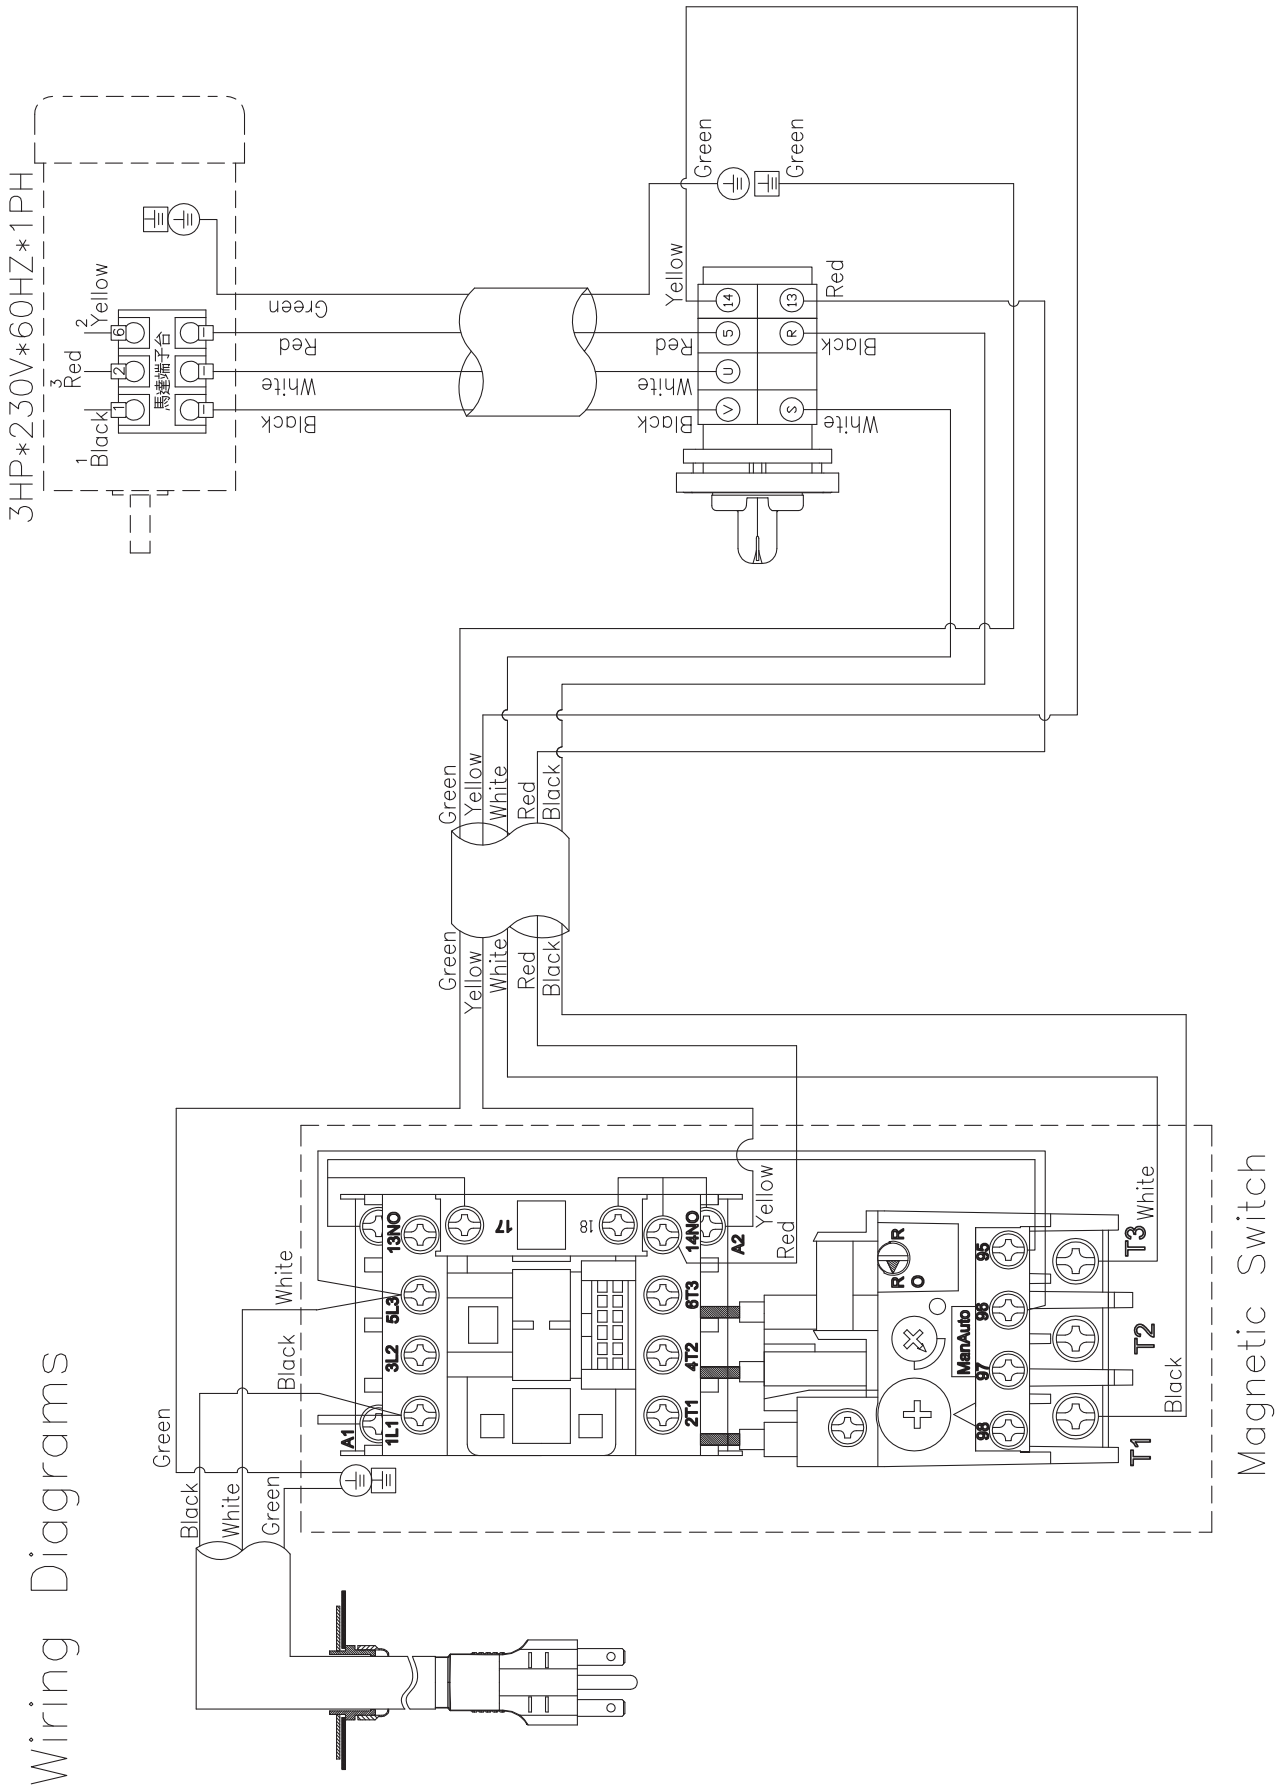 Wiring Diagrams
3HP*230V*60HZ*1PH
1
Black
3
Red
2
Yellow
1
2
6
馬達端子台
Black
White
Red
Green
Black
White
Red
Yellow
Green
Green
V
U
5
14
S
R
13
White
Black
Red
Green
Yellow
White
Red
Black
Green
Yellow
White
Red
Black
Green
Black
White
Green
Black
White
A1
1L1
3L2
5L3
13NO
17
18
2T1
4T2
6T3
14NO
A2
Yellow
Red
R
O
R
ManAuto
98
97
96
95
T1
T2
T3
Black
White
Magnetic Switch